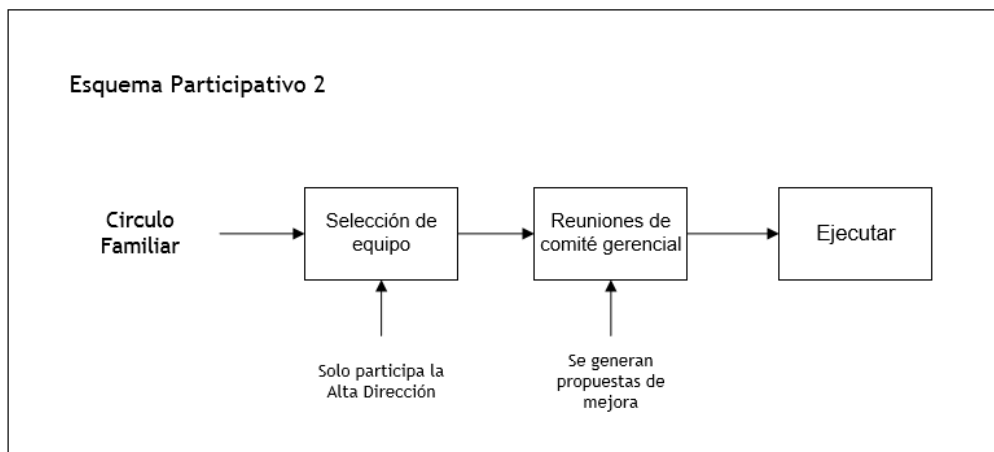 Esquema Participativo 2
Circulo
Familiar
Selección de
equipo
Reuniones de
comité gerencial
Ejecutar
Solo participa la
Alta Dirección
Se generan
propuestas de
mejora